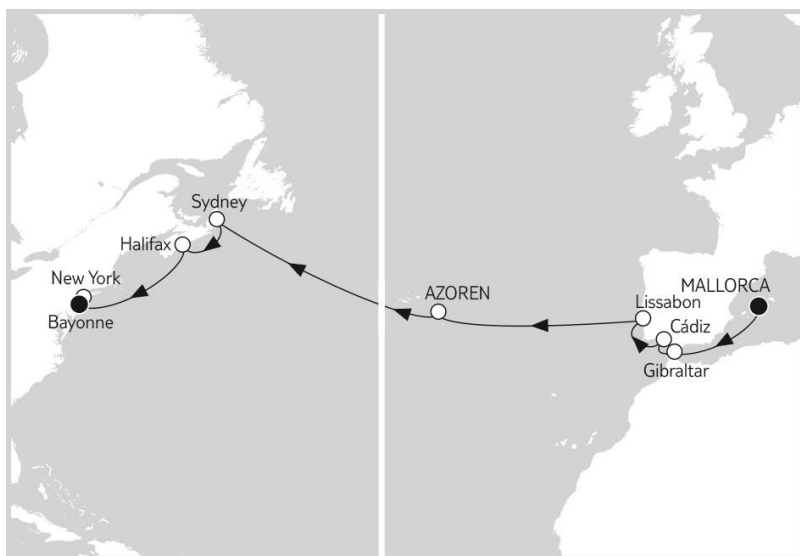 Sydney
Halifax
New York
Bayonne
AZOREN
MALLORCA
Lissabon
Cádiz
Gibraltar